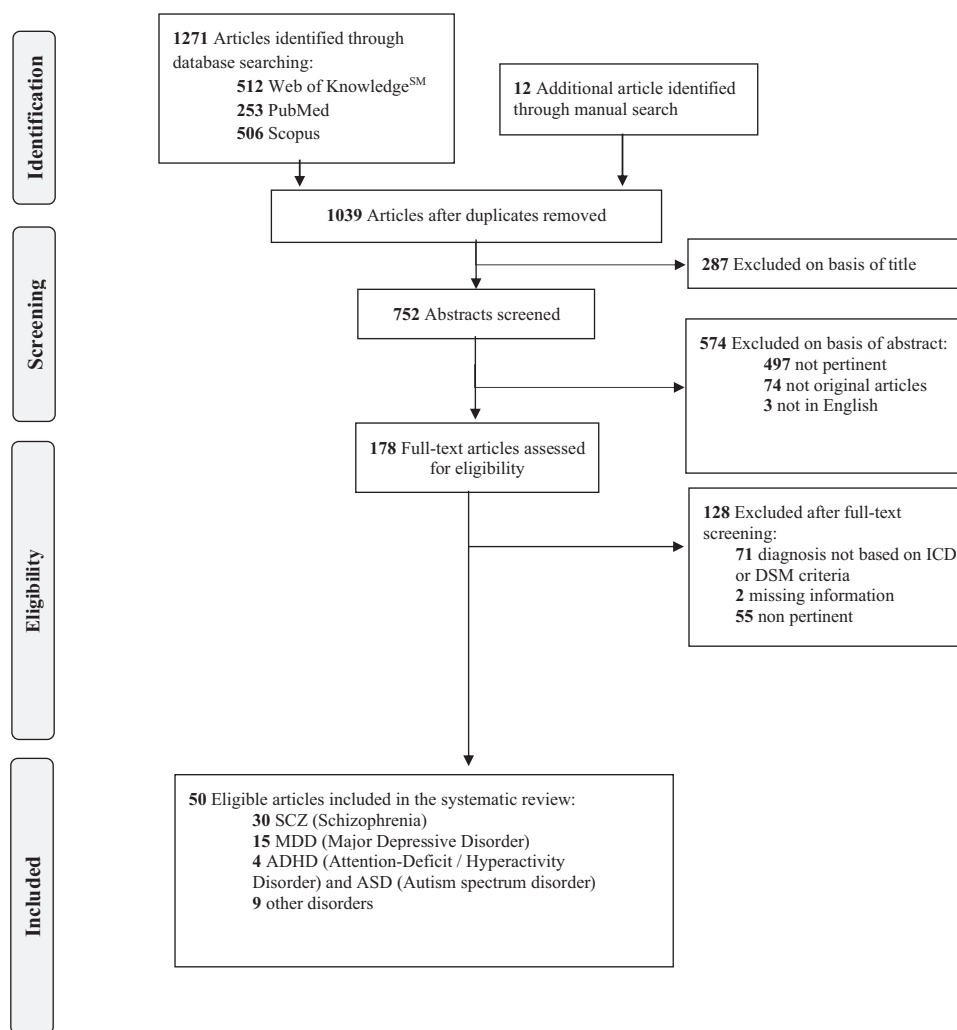 Identification
1271 Articles identified through
database searching:
512 Web of Knowledge℠
253 PubMed
506 Scopus
12 Additional article identified
through manual search
1039 Articles after duplicates removed
Screening
287 Excluded on basis of title
752 Abstracts screened
574 Excluded on basis of abstract:
497 not pertinent
74 not original articles
3 not in English
Eligibility
178 Full-text articles assessed
for eligibility
128 Excluded after full-text
screening:
71 diagnosis not based on ICD
or DSM criteria
2 missing information
55 non pertinent
Included
50 Eligible articles included in the systematic review:
30 SCZ (Schizophrenia)
15 MDD (Major Depressive Disorder)
4 ADHD (Attention-Deficit / Hyperactivity
Disorder) and ASD (Autism spectrum disorder)
9 other disorders